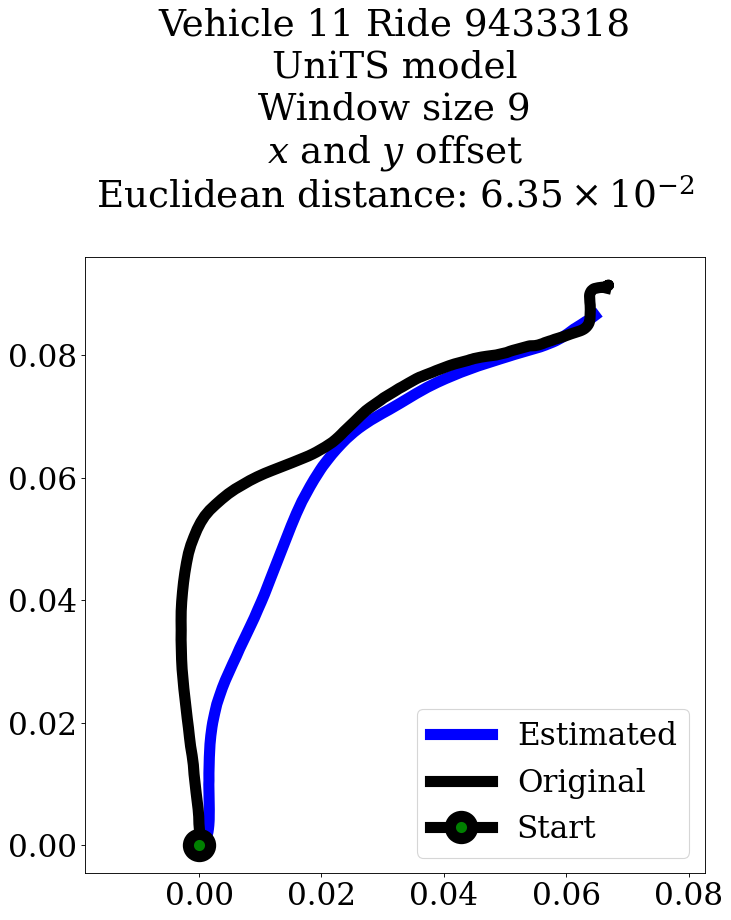 Vehicle 11 Ride 9433318
UniTS model
Window size 9
x and y offset
Euclidean distance: 6.35 × 10⁻²
0.08
0.06
0.04
0.02
0.00
Estimated
Original
Start
0.00 0.02 0.04 0.06 0.08